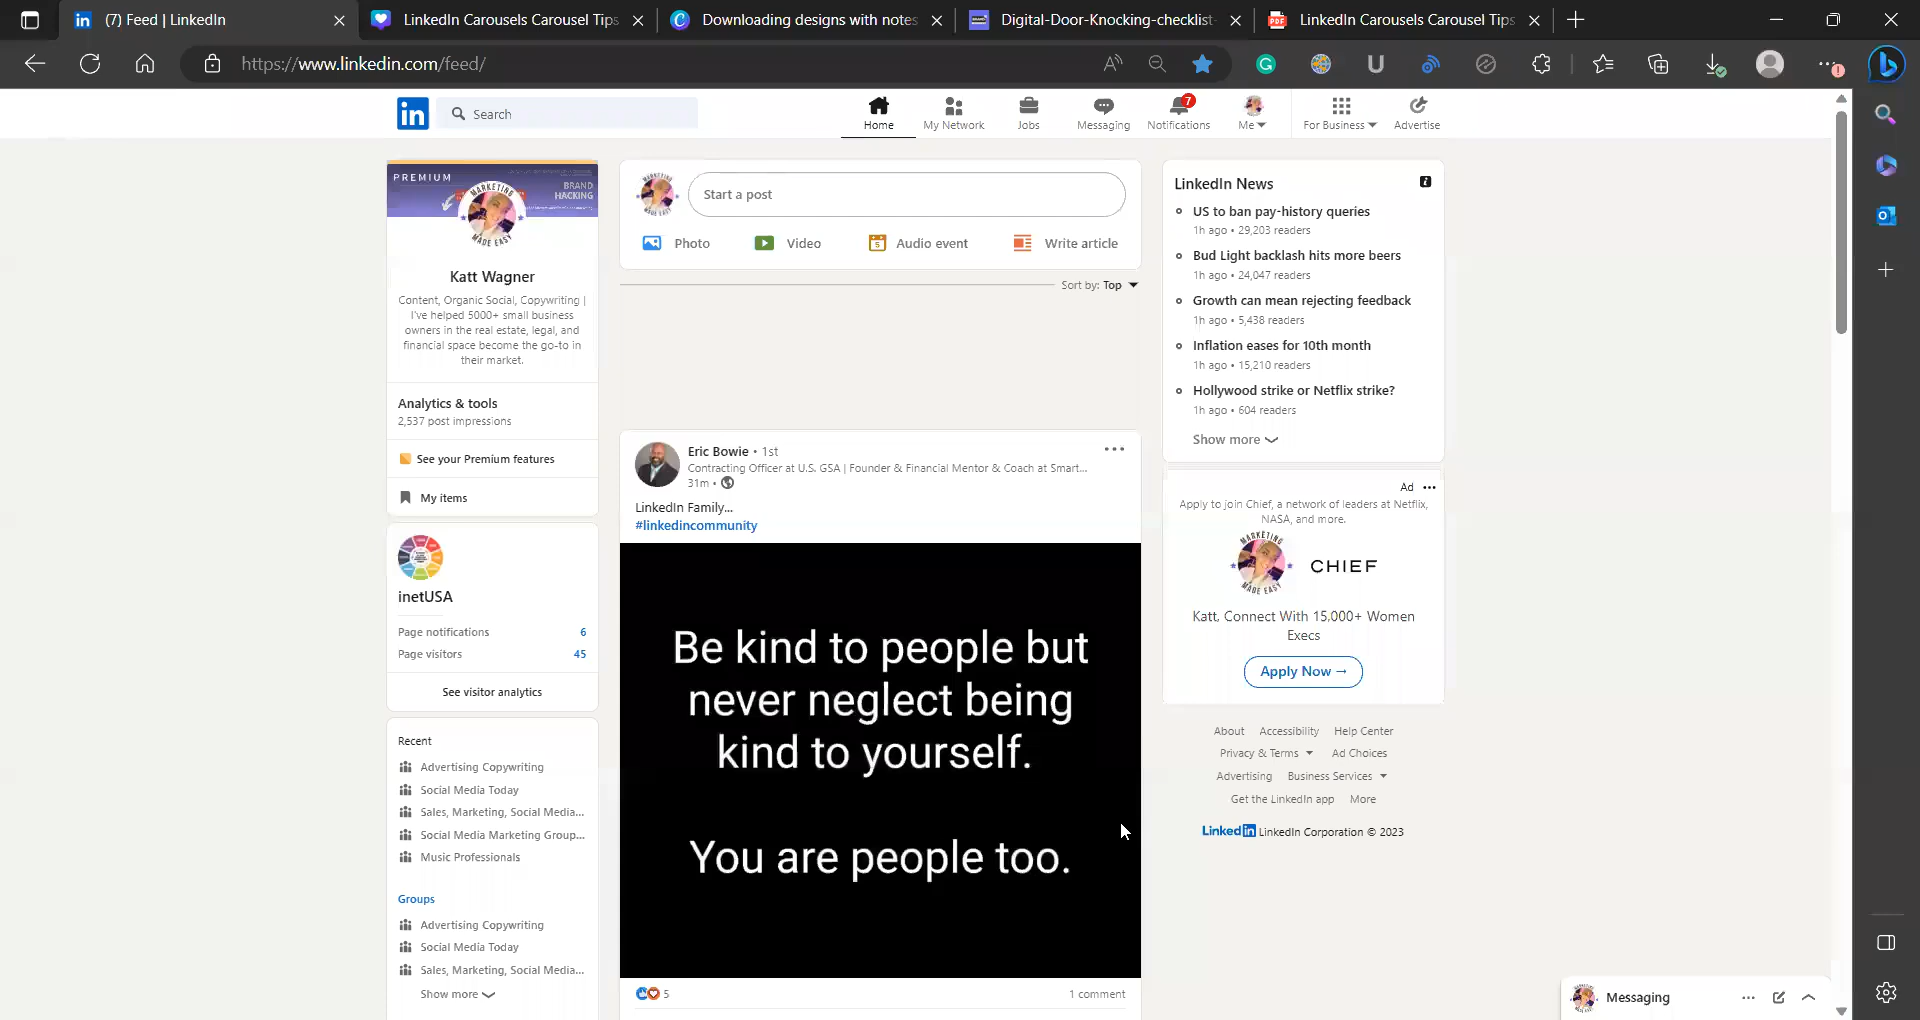 (7) Feed | LinkedIn
LinkedIn Carousels Carousel Tips
Downloading designs with notes
Digital-Door-Knocking-checklist-
LinkedIn Carousels Carousel Tips
https://www.linkedin.com/feed/
in
Search
Home
My Network
Jobs
Messaging
7
Notifications
Me
For Business
Advertise
PREMIUM
BRAND
HACKING
MARKETING
MADE EASY
Katt Wagner
Content, Organic Social, Copywriting |
I've helped 5000+ small business
owners in the real estate, legal, and
financial space become the go-to in
their market.
Analytics & tools
2,537 post impressions
See your Premium features
My items
inetUSA
Page notifications 6
Page visitors 45
See visitor analytics
Recent
Advertising Copywriting
Social Media Today
Sales, Marketing, Social Media...
Social Media Marketing Group...
Music Professionals
Groups
Advertising Copywriting
Social Media Today
Sales, Marketing, Social Media...
Show more
Start a post
Photo
Video
Audio event
Write article
Sort by: Top
Eric Bowie • 1st
Contracting Officer at U.S. GSA | Founder & Financial Mentor & Coach at Smart...
31m •
LinkedIn Family...
#linkedincommunity
Be kind to people but
never neglect being
kind to yourself.
You are people too.
5
1 comment
LinkedIn News
US to ban pay-history queries
1h ago • 29,203 readers
Bud Light backlash hits more beers
1h ago • 24,047 readers
Growth can mean rejecting feedback
1h ago • 5,438 readers
Inflation eases for 10th month
1h ago • 15,210 readers
Hollywood strike or Netflix strike?
1h ago • 604 readers
Show more
Ad
Apply to join Chief, a network of leaders at Netflix,
NASA, and more.
MARKETING
MADE EASY
CHIEF
Katt, Connect With 15,000+ Women
Execs
Apply Now →
About Accessibility Help Center
Privacy & Terms Ad Choices
Advertising Business Services
Get the LinkedIn app More
LinkedIn LinkedIn Corporation © 2023
Messaging